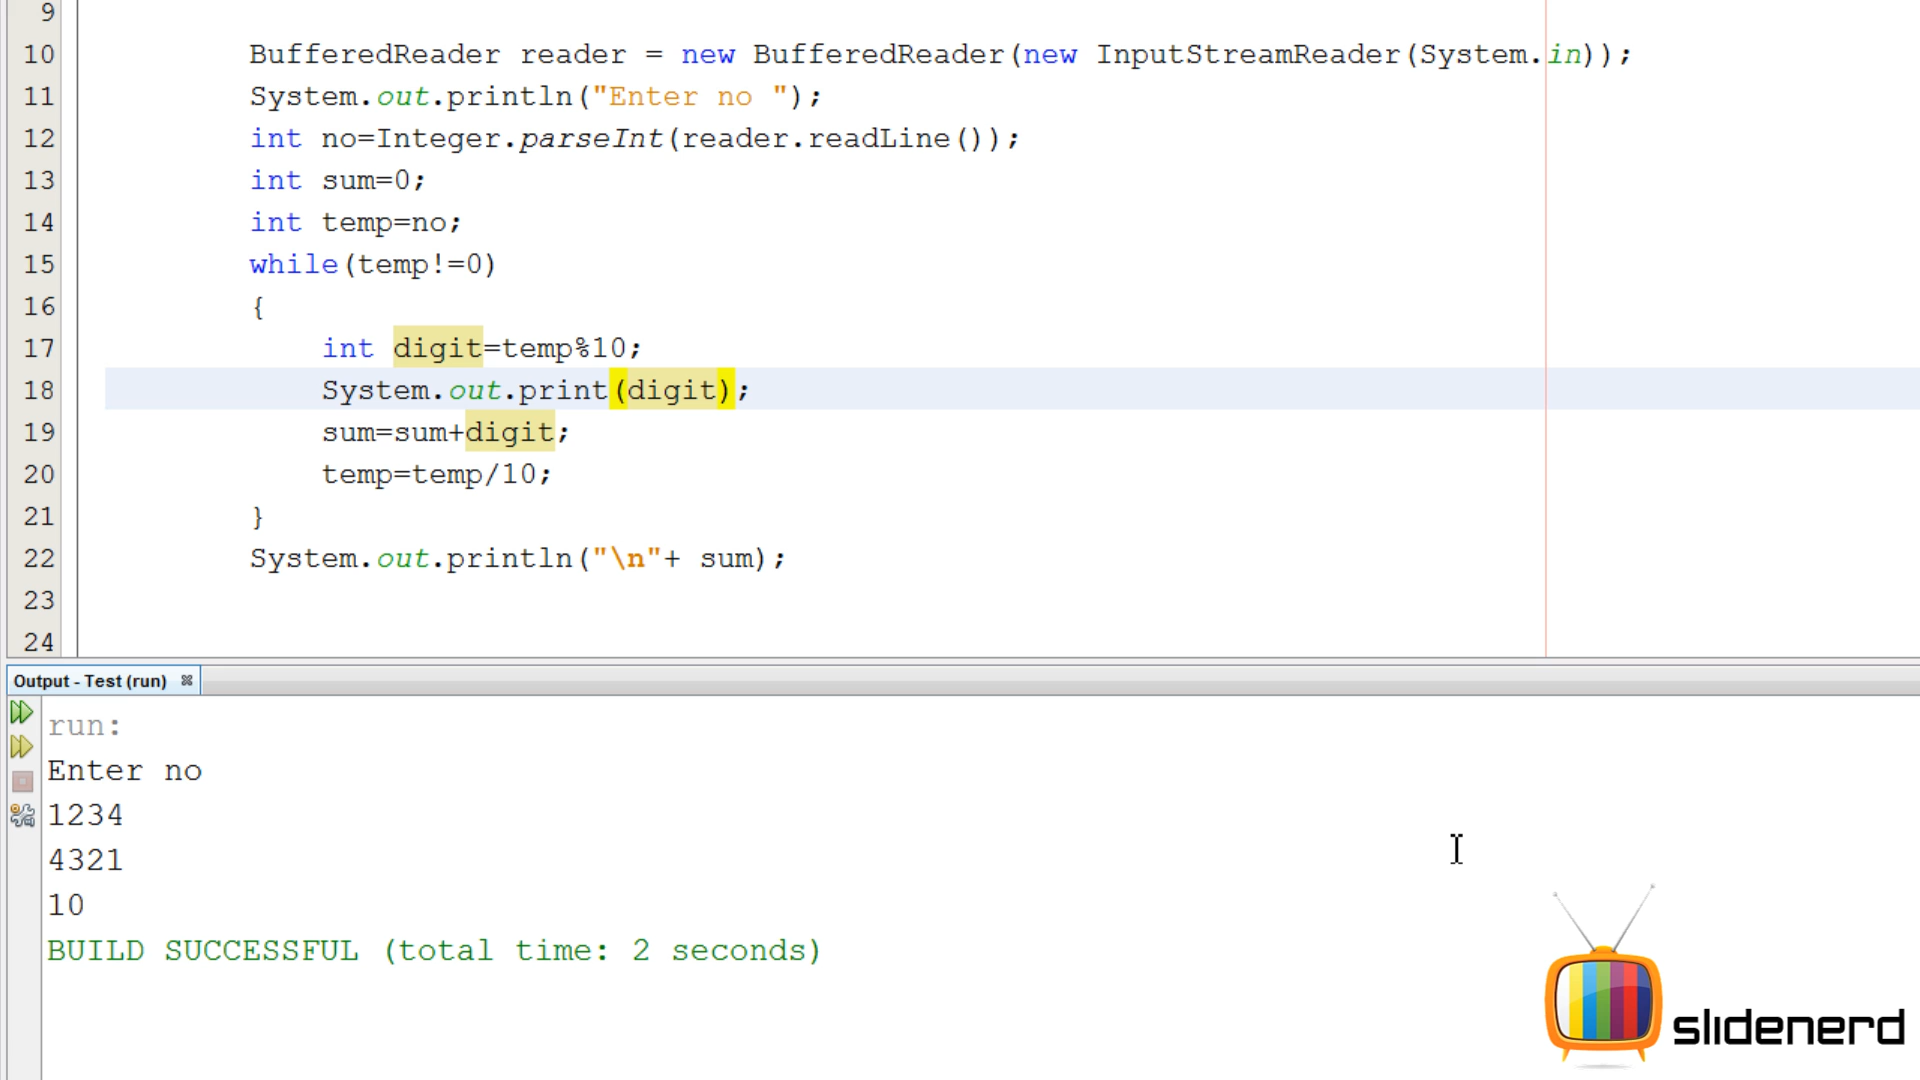 9
10 BufferedReader reader = new BufferedReader(new InputStreamReader(System.in));
11 System.out.println("Enter no ");
12 int no=Integer.parseInt(reader.readLine());
13 int sum=0;
14 int temp=no;
15 while(temp!=0)
16 {
17 int digit=temp%10;
18 System.out.print(digit);
19 sum=sum+digit;
20 temp=temp/10;
21 }
22 System.out.println("\n"+ sum);
23
24
Output - Test (run)
run:
Enter no
1234
4321
10
BUILD SUCCESSFUL (total time: 2 seconds)
slidenerd